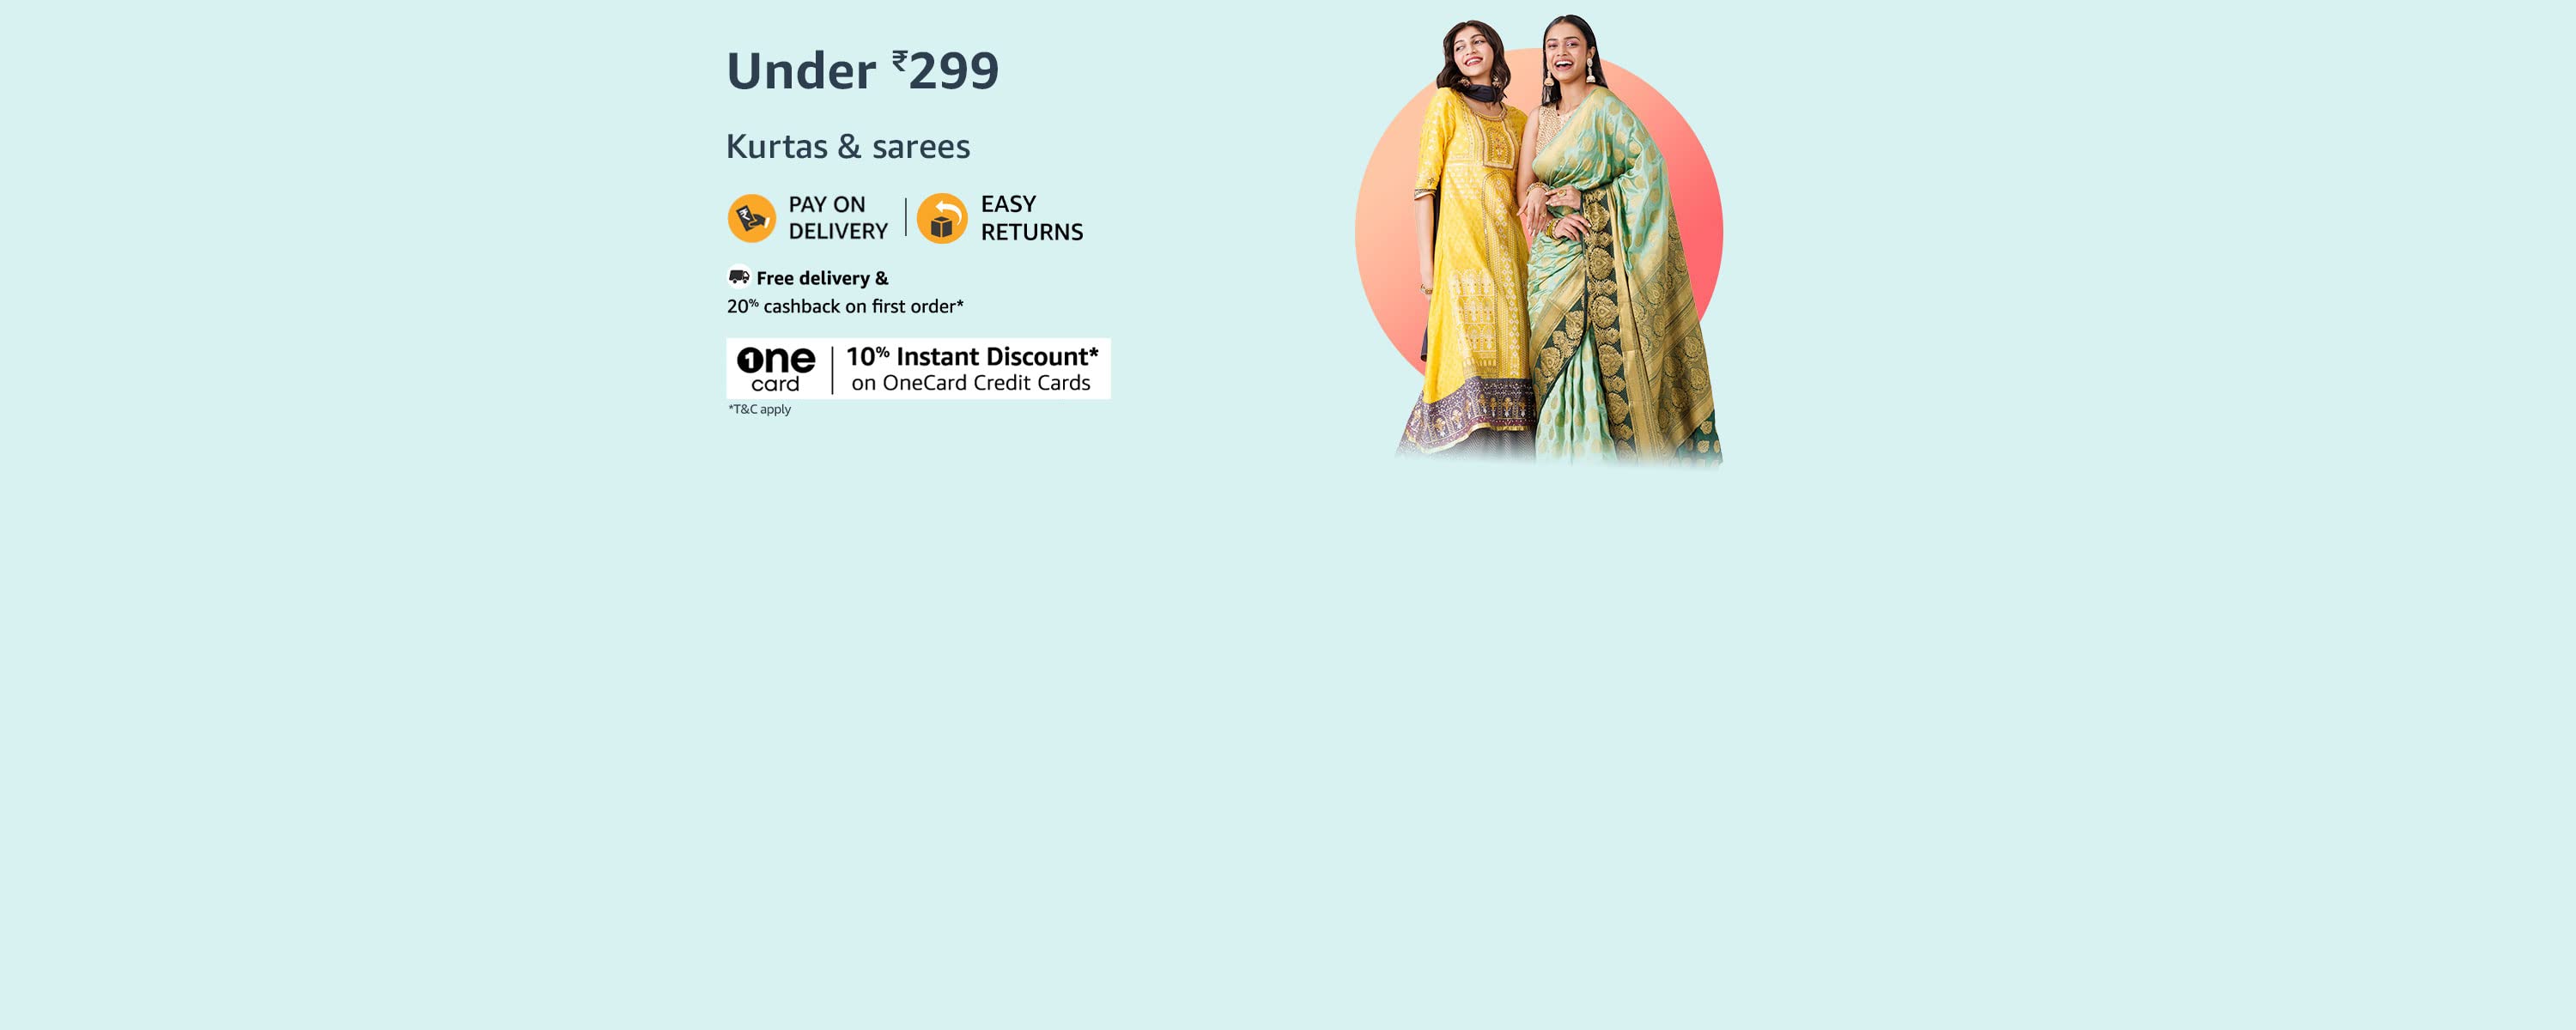 Under ₹299
Kurtas & sarees
PAY ON
DELIVERY
EASY
RETURNS
Free delivery &
20% cashback on first order*
one
card
10% Instant Discount*
on OneCard Credit Cards
*T&C apply